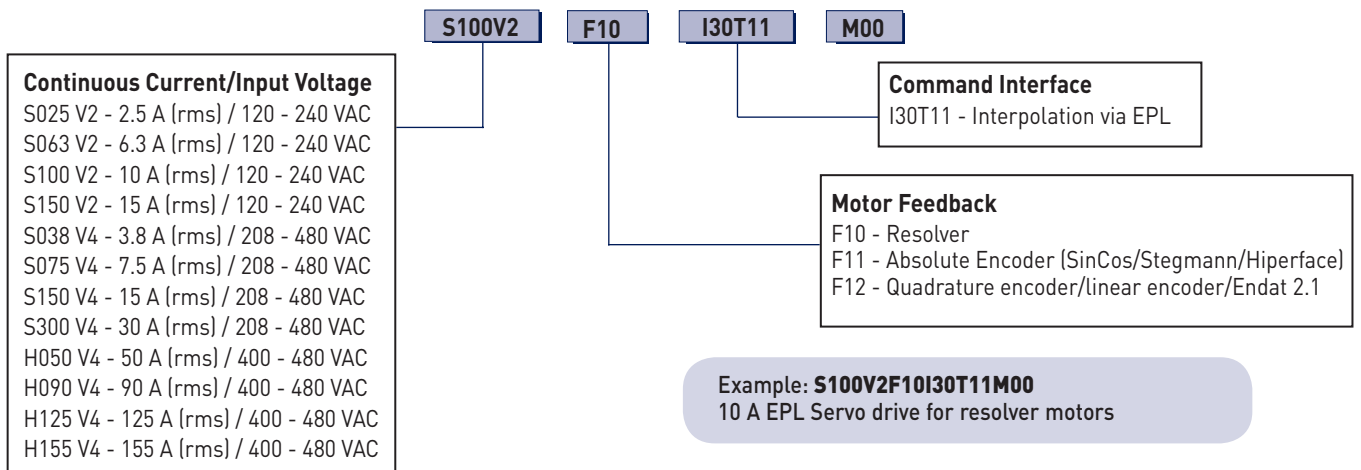 S100V2 F10 I30T11 M00
Continuous Current/Input Voltage
S025 V2 - 2.5 A (rms) / 120 - 240 VAC
S063 V2 - 6.3 A (rms) / 120 - 240 VAC
S100 V2 - 10 A (rms) / 120 - 240 VAC
S150 V2 - 15 A (rms) / 120 - 240 VAC
S038 V4 - 3.8 A (rms) / 208 - 480 VAC
S075 V4 - 7.5 A (rms) / 208 - 480 VAC
S150 V4 - 15 A (rms) / 208 - 480 VAC
S300 V4 - 30 A (rms) / 208 - 480 VAC
H050 V4 - 50 A (rms) / 400 - 480 VAC
H090 V4 - 90 A (rms) / 400 - 480 VAC
H125 V4 - 125 A (rms) / 400 - 480 VAC
H155 V4 - 155 A (rms) / 400 - 480 VAC
Command Interface
I30T11 - Interpolation via EPL
Motor Feedback
F10 - Resolver
F11 - Absolute Encoder (SinCos/Stegmann/Hiperface)
F12 - Quadrature encoder/linear encoder/Endat 2.1
Example: S100V2F10I30T11M00
10 A EPL Servo drive for resolver motors